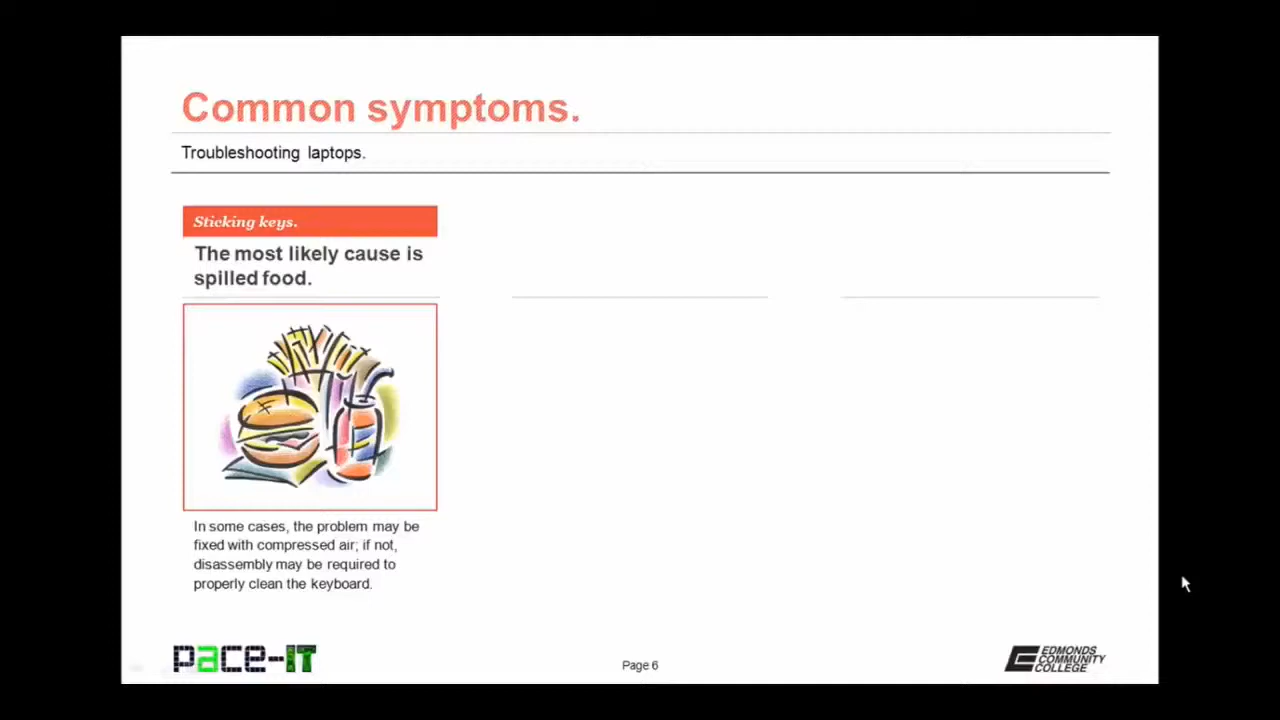 Common symptoms.
Troubleshooting laptops.
Sticking keys.
The most likely cause is
spilled food.
In some cases, the problem may be
fixed with compressed air; if not,
disassembly may be required to
properly clean the keyboard.
pace-IT
Page 6
EDMONDS
COMMUNITY
COLLEGE